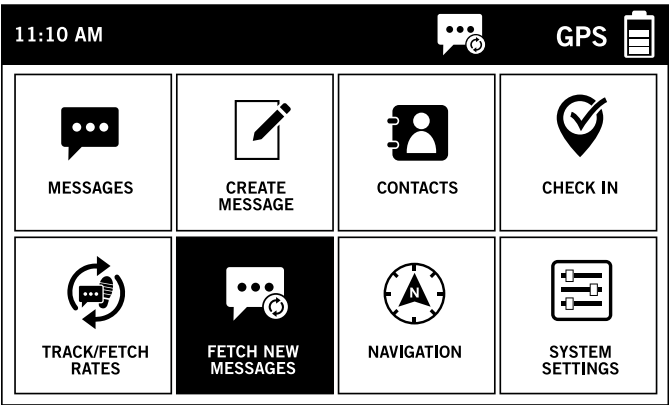 11:10 AM
GPS
MESSAGES
CREATE
MESSAGE
CONTACTS
CHECK IN
TRACK/FETCH
RATES
FETCH NEW
MESSAGES
N
NAVIGATION
SYSTEM
SETTINGS